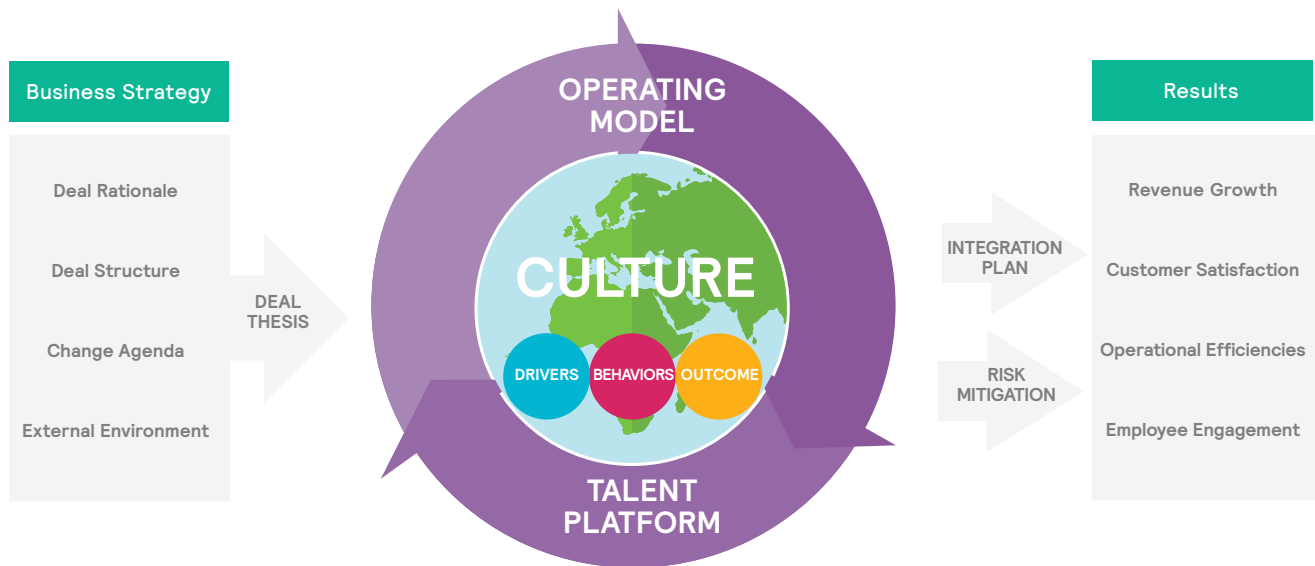 Business Strategy
Deal Rationale
Deal Structure
Change Agenda
External Environment
DEAL
THESIS
OPERATING
MODEL
CULTURE
DRIVERS
BEHAVIORS
OUTCOME
TALENT
PLATFORM
INTEGRATION
PLAN
RISK
MITIGATION
Results
Revenue Growth
Customer Satisfaction
Operational Efficiencies
Employee Engagement